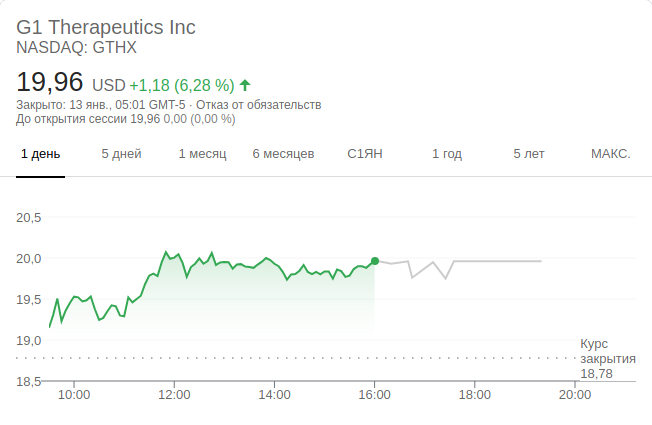 G1 Therapeutics Inc
NASDAQ: GTHX
19,96 USD +1,18 (6,28 %)
Закрыто: 13 янв., 05:01 GMT-5 · Отказ от обязательств
До открытия сессии 19,96 0,00 (0,00 %)
1 день 5 дней 1 месяц 6 месяцев С1ЯН 1 год 5 лет МАКС.
20,5
20,0
19,5
19,0
Курс
закрытия
18,78
18,5
10:00 12:00 14:00 16:00 18:00 20:00